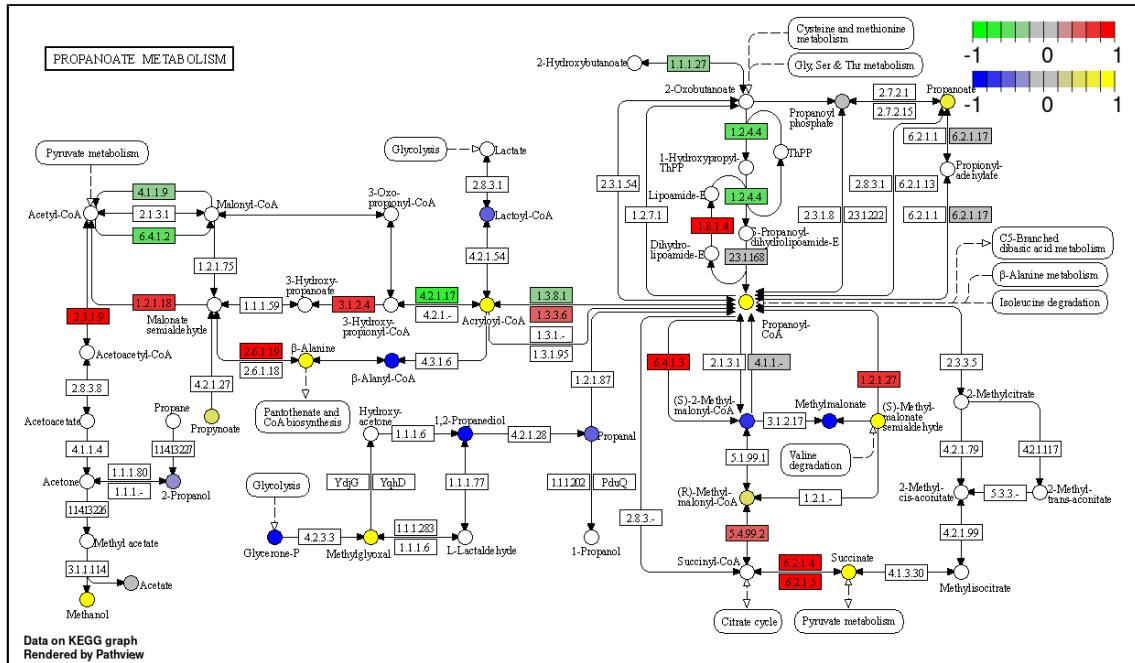 PROPANOATE METABOLISM
Cysteine and methionine
metabolism
Gly, Ser & Thr metabolism
-1 0 1
-1 0 1
2-Hydroxybutanoate
1.1.1.27
2-Oxobutanoate
Propanoyl
phosphate
2.7.2.1
2.7.2.15
Propanoate
Pyruvate metabolism
Glycolysis
Lactate
2.8.3.1
Lactoyl-CoA
4.2.1.54
4.1.1.9
2.1.3.1
6.4.1.2
Acetyl-CoA
Malonyl-CoA
3-Oxo-
propionyl-CoA
1.2.4.4
1-Hydroxypropyl-
ThPP
ThPP
Lipoamide-E
1.2.4.4
1.8.1.4
Dihydro-
lipoamide-E
2.3.1.168
2.3.1.54
1.2.7.1
2.3.1.8
2.3.1.222
2.8.3.1
6.2.1.13
6.2.1.1
6.2.1.17
Propionyl-
adenylate
6.2.1.1
6.2.1.17
C5-Branched
dibasic acid metabolism
β-Alanine metabolism
Isoleucine degradation
1.2.1.75
1.2.1.18
Malonate
semialdehyde
1.1.1.59
3-Hydroxy-
propanoate
3.1.2.4
3-Hydroxy-
propionyl-CoA
4.2.1.17
4.2.1.-
Acryloyl-CoA
1.3.8.1
1.3.3.6
1.3.1.-
1.3.1.95
Propanoyl-
CoA
2.3.1.9
Acetoacetyl-CoA
2.6.1.19
2.6.1.18
β-Alanine
β-Alanyl-CoA
4.3.1.6
Pantothenate and
CoA biosynthesis
4.2.1.27
Propynoate
2.8.3.8
Acetoacetate
Propane
1.14.13.227
4.1.1.4
Acetone
1.1.1.80
1.1.1.-
2-Propanol
1.14.13.226
Methyl acetate
3.1.1.114
Acetate
Methanol
Hydroxy-
acetone
1.1.1.6
1,2-Propanediol
4.2.1.28
Propanal
1.2.1.87
Glycolysis
YdjG
YqhD
1.1.1.77
1.1.1.202
PduQ
Glycerone-P
4.2.3.3
Methylglyoxal
1.1.1.283
1.1.1.6
L-Lactaldehyde
1-Propanol
6.4.1.3
2.1.3.1
4.1.1.-
1.2.1.27
2.3.3.5
(S)-2-Methyl-
malonyl-CoA
3.1.2.17
Methylmalonate
(S)-Methyl-
malonate
semialdehyde
Valine
degradation
5.1.99.1
(R)-Methyl-
malonyl-CoA
1.2.1.-
2.8.3.-
5.4.99.2
Succinyl-CoA
6.2.1.4
6.2.1.5
Succinate
4.1.3.30
Methylisocitrate
2-Methylcitrate
4.2.1.79
4.2.1.117
2-Methyl-
cis-aconitate
5.3.3.-
2-Methyl-
trans-aconitate
4.2.1.99
Citrate cycle
Pyruvate metabolism
Data on KEGG graph
Rendered by Pathview